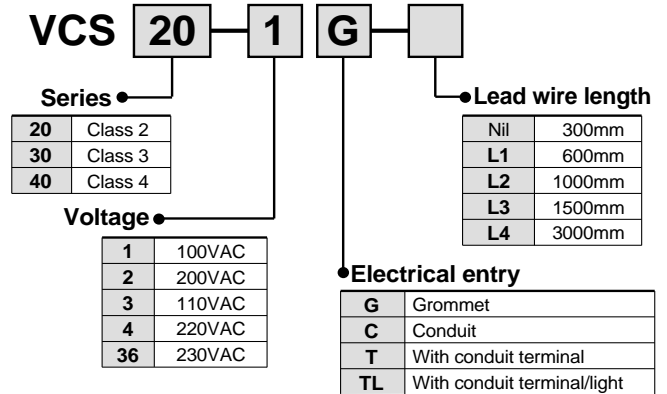 VCS 20 1 G
Series
20 Class 2
30 Class 3
40 Class 4
Voltage
1 100VAC
2 200VAC
3 110VAC
4 220VAC
36 230VAC
Lead wire length
Nil 300mm
L1 600mm
L2 1000mm
L3 1500mm
L4 3000mm
Electrical entry
G Grommet
C Conduit
T With conduit terminal
TL With conduit terminal/light